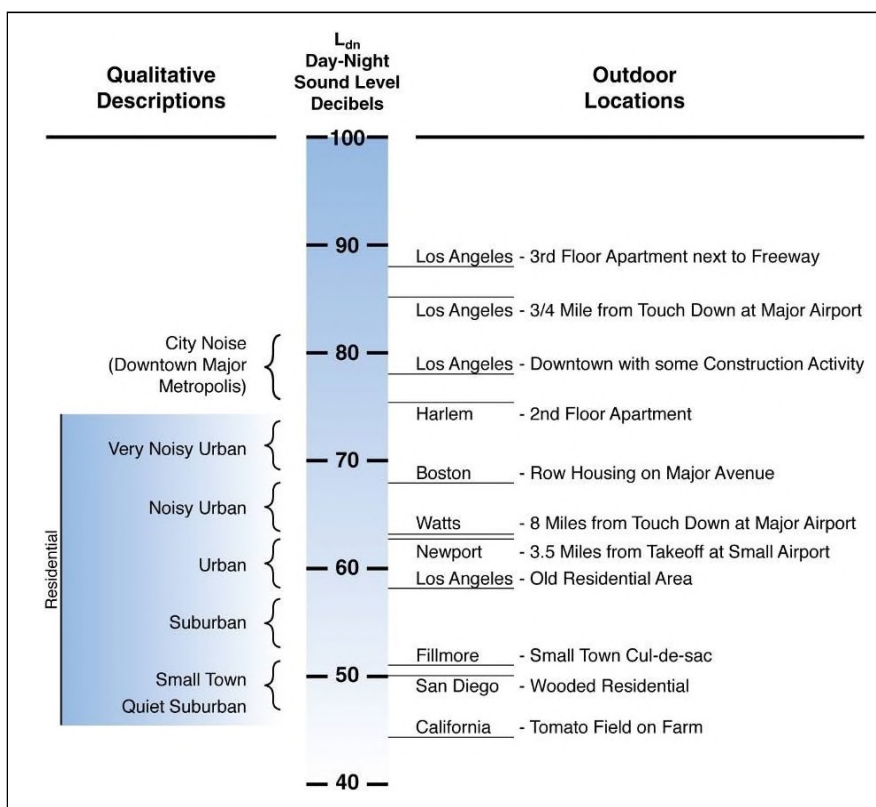 Qualitative
Descriptions
L_dn
Day-Night
Sound Level
Decibels
Outdoor
Locations
100
90
Los Angeles - 3rd Floor Apartment next to Freeway
Los Angeles - 3/4 Mile from Touch Down at Major Airport
City Noise
(Downtown Major
Metropolis)
80
Los Angeles - Downtown with some Construction Activity
Harlem - 2nd Floor Apartment
Very Noisy Urban
70
Boston - Row Housing on Major Avenue
Noisy Urban
Watts - 8 Miles from Touch Down at Major Airport
Newport - 3.5 Miles from Takeoff at Small Airport
Urban
60
Los Angeles - Old Residential Area
Residential
Suburban
Fillmore - Small Town Cul-de-sac
Small Town
50
San Diego - Wooded Residential
Quiet Suburban
California - Tomato Field on Farm
40